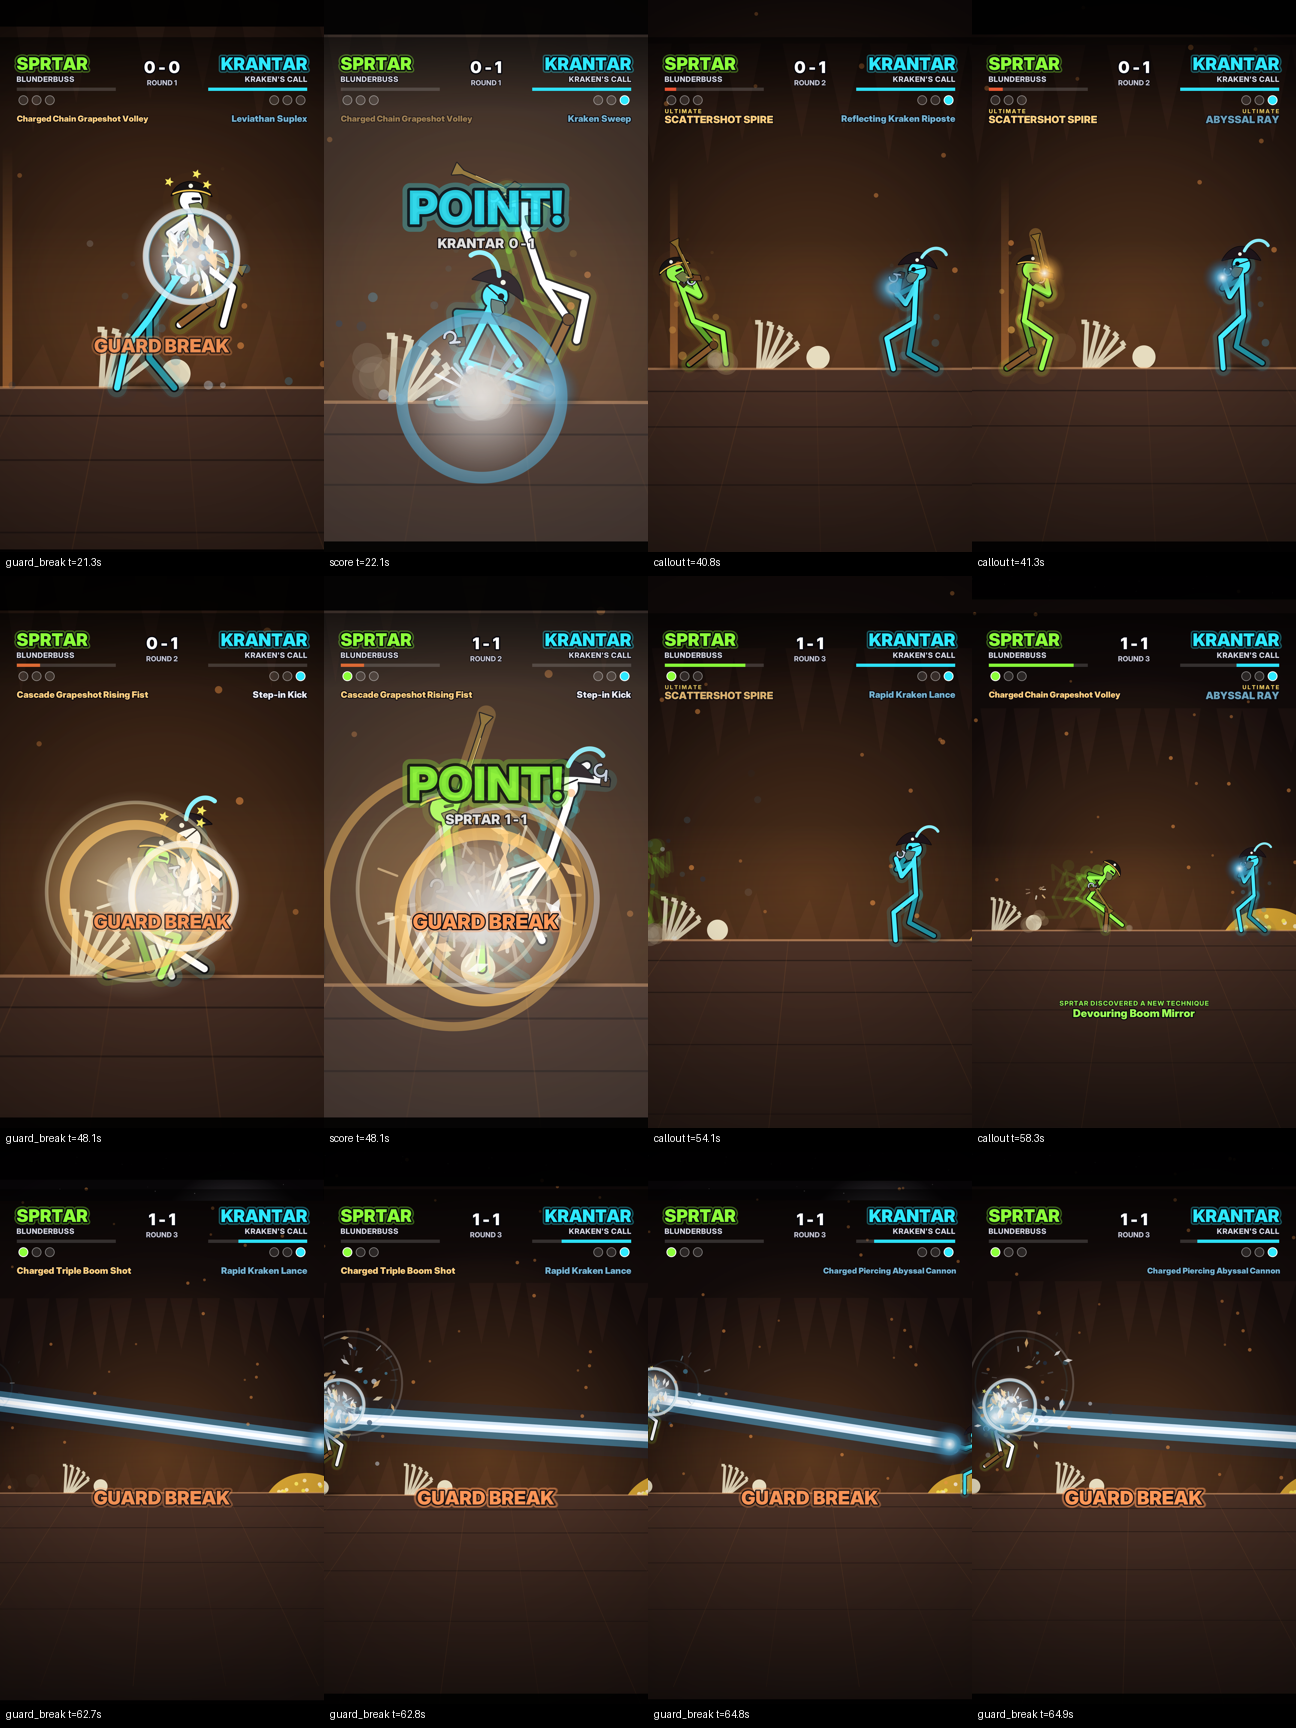 SPRTAR
BLUNDERBUSS
0-0
ROUND 1
KRANTAR
KRAKEN'S CALL
Charged Chain Grapeshot Volley
Leviathan Suplex
GUARD BREAK
guard_break t=21.3s
SPRTAR
BLUNDERBUSS
0-1
ROUND 1
KRANTAR
KRAKEN'S CALL
Charged Chain Grapeshot Volley
Kraken Sweep
POINT!
KRANTAR 0-1
score t=22.1s
SPRTAR
BLUNDERBUSS
0-1
ROUND 2
KRANTAR
KRAKEN'S CALL
ULTIMATE
SCATTERSHOT SPIRE
Reflecting Kraken Riposte
callout t=40.8s
SPRTAR
BLUNDERBUSS
0-1
ROUND 2
KRANTAR
KRAKEN'S CALL
ULTIMATE
SCATTERSHOT SPIRE
ULTIMATE
ABYSSAL RAY
callout t=41.3s
SPRTAR
BLUNDERBUSS
0-1
ROUND 2
KRANTAR
KRAKEN'S CALL
Cascade Grapeshot Rising Fist
Step-in Kick
GUARD BREAK
guard_break t=48.1s
SPRTAR
BLUNDERBUSS
1-1
ROUND 2
KRANTAR
KRAKEN'S CALL
Cascade Grapeshot Rising Fist
Step-in Kick
POINT!
SPRTAR 1-1
GUARD BREAK
score t=48.1s
SPRTAR
BLUNDERBUSS
1-1
ROUND 3
KRANTAR
KRAKEN'S CALL
ULTIMATE
SCATTERSHOT SPIRE
Rapid Kraken Lance
callout t=54.1s
SPRTAR
BLUNDERBUSS
1-1
ROUND 3
KRANTAR
KRAKEN'S CALL
Charged Chain Grapeshot Volley
ULTIMATE
ABYSSAL RAY
SPRTAR DISCOVERED A NEW TECHNIQUE
Devouring Boom Mirror
callout t=58.3s
SPRTAR
BLUNDERBUSS
1-1
ROUND 3
KRANTAR
KRAKEN'S CALL
Charged Triple Boom Shot
Rapid Kraken Lance
GUARD BREAK
guard_break t=62.7s
SPRTAR
BLUNDERBUSS
1-1
ROUND 3
KRANTAR
KRAKEN'S CALL
Charged Triple Boom Shot
Rapid Kraken Lance
GUARD BREAK
guard_break t=62.8s
SPRTAR
BLUNDERBUSS
1-1
ROUND 3
KRANTAR
KRAKEN'S CALL
Charged Piercing Abyssal Cannon
GUARD BREAK
guard_break t=64.8s
SPRTAR
BLUNDERBUSS
1-1
ROUND 3
KRANTAR
KRAKEN'S CALL
Charged Piercing Abyssal Cannon
GUARD BREAK
guard_break t=64.9s